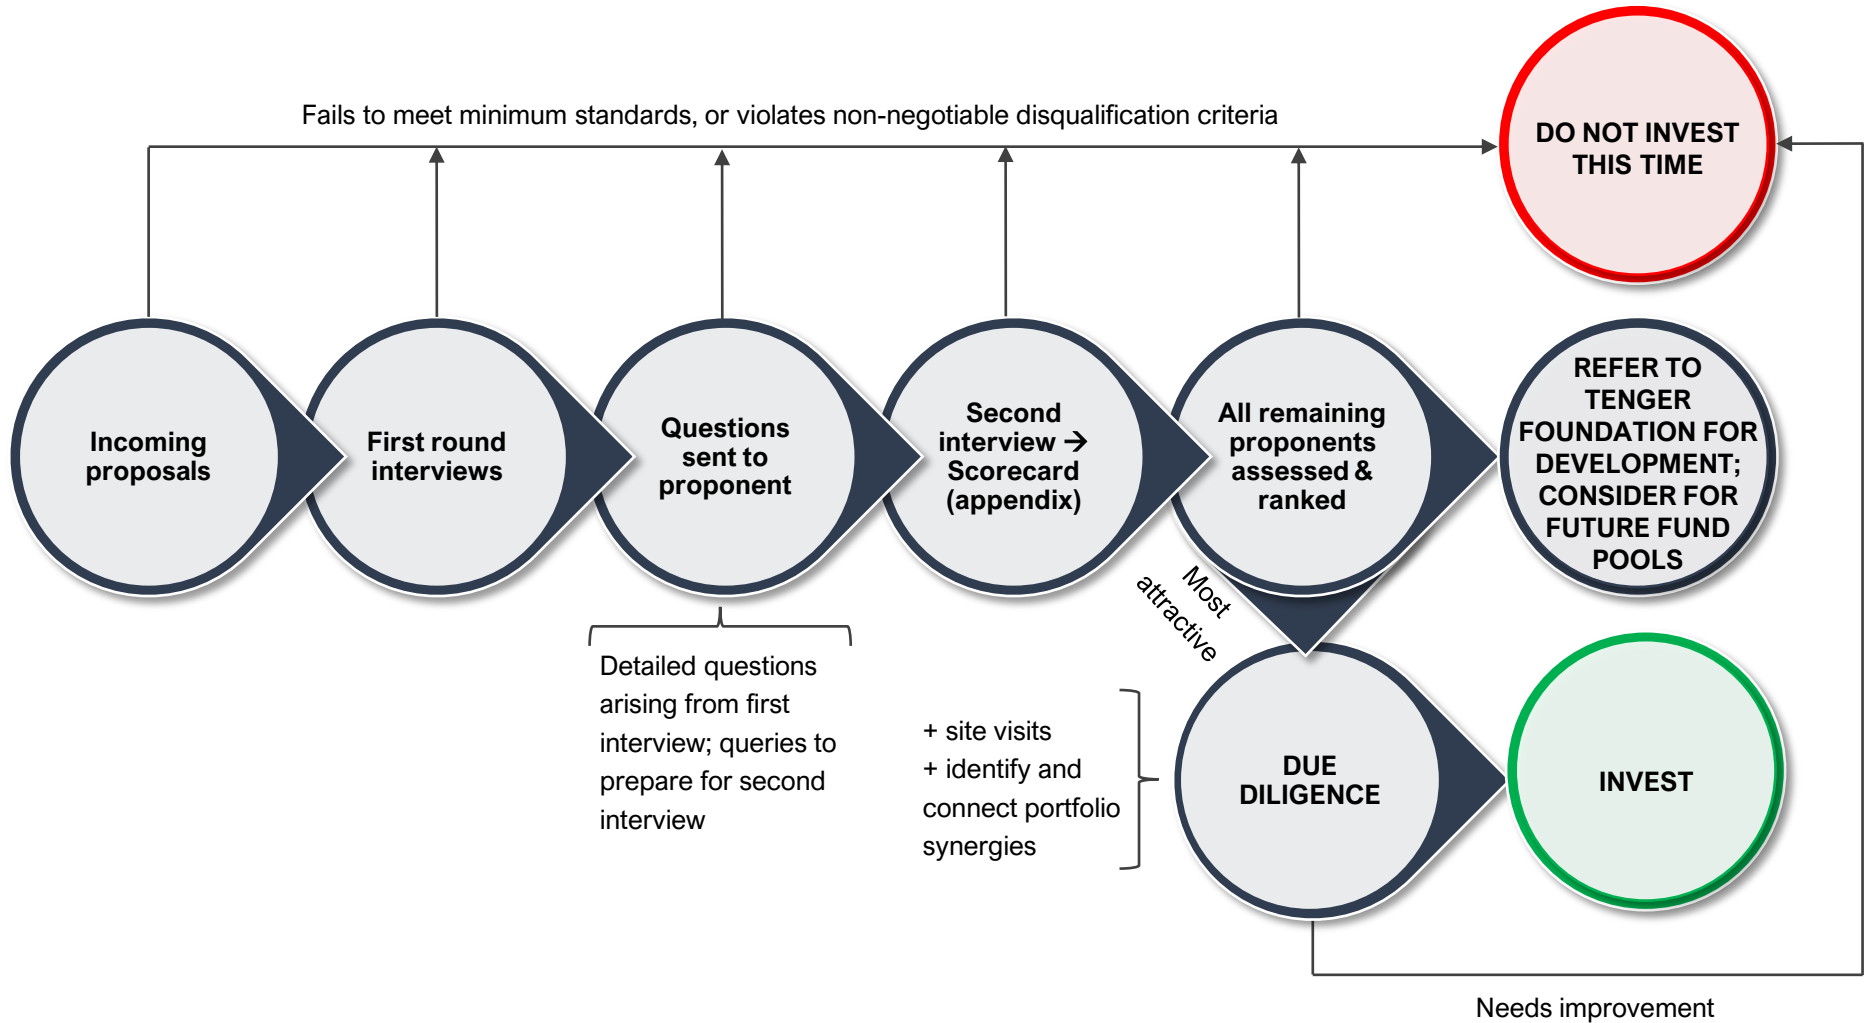 Fails to meet minimum standards, or violates non-negotiable disqualification criteria
DO NOT INVEST
THIS TIME
Incoming
proposals
First round
interviews
Questions
sent to
proponent
Second
interview →
Scorecard
(appendix)
All remaining
proponents
assessed &
ranked
REFER TO
TENGER
FOUNDATION FOR
DEVELOPMENT;
CONSIDER FOR
FUTURE FUND
POOLS
Most
attractive
Detailed questions
arising from first
interview; queries to
prepare for second
interview
+ site visits
+ identify and
connect portfolio
synergies
DUE
DILIGENCE
INVEST
Needs improvement